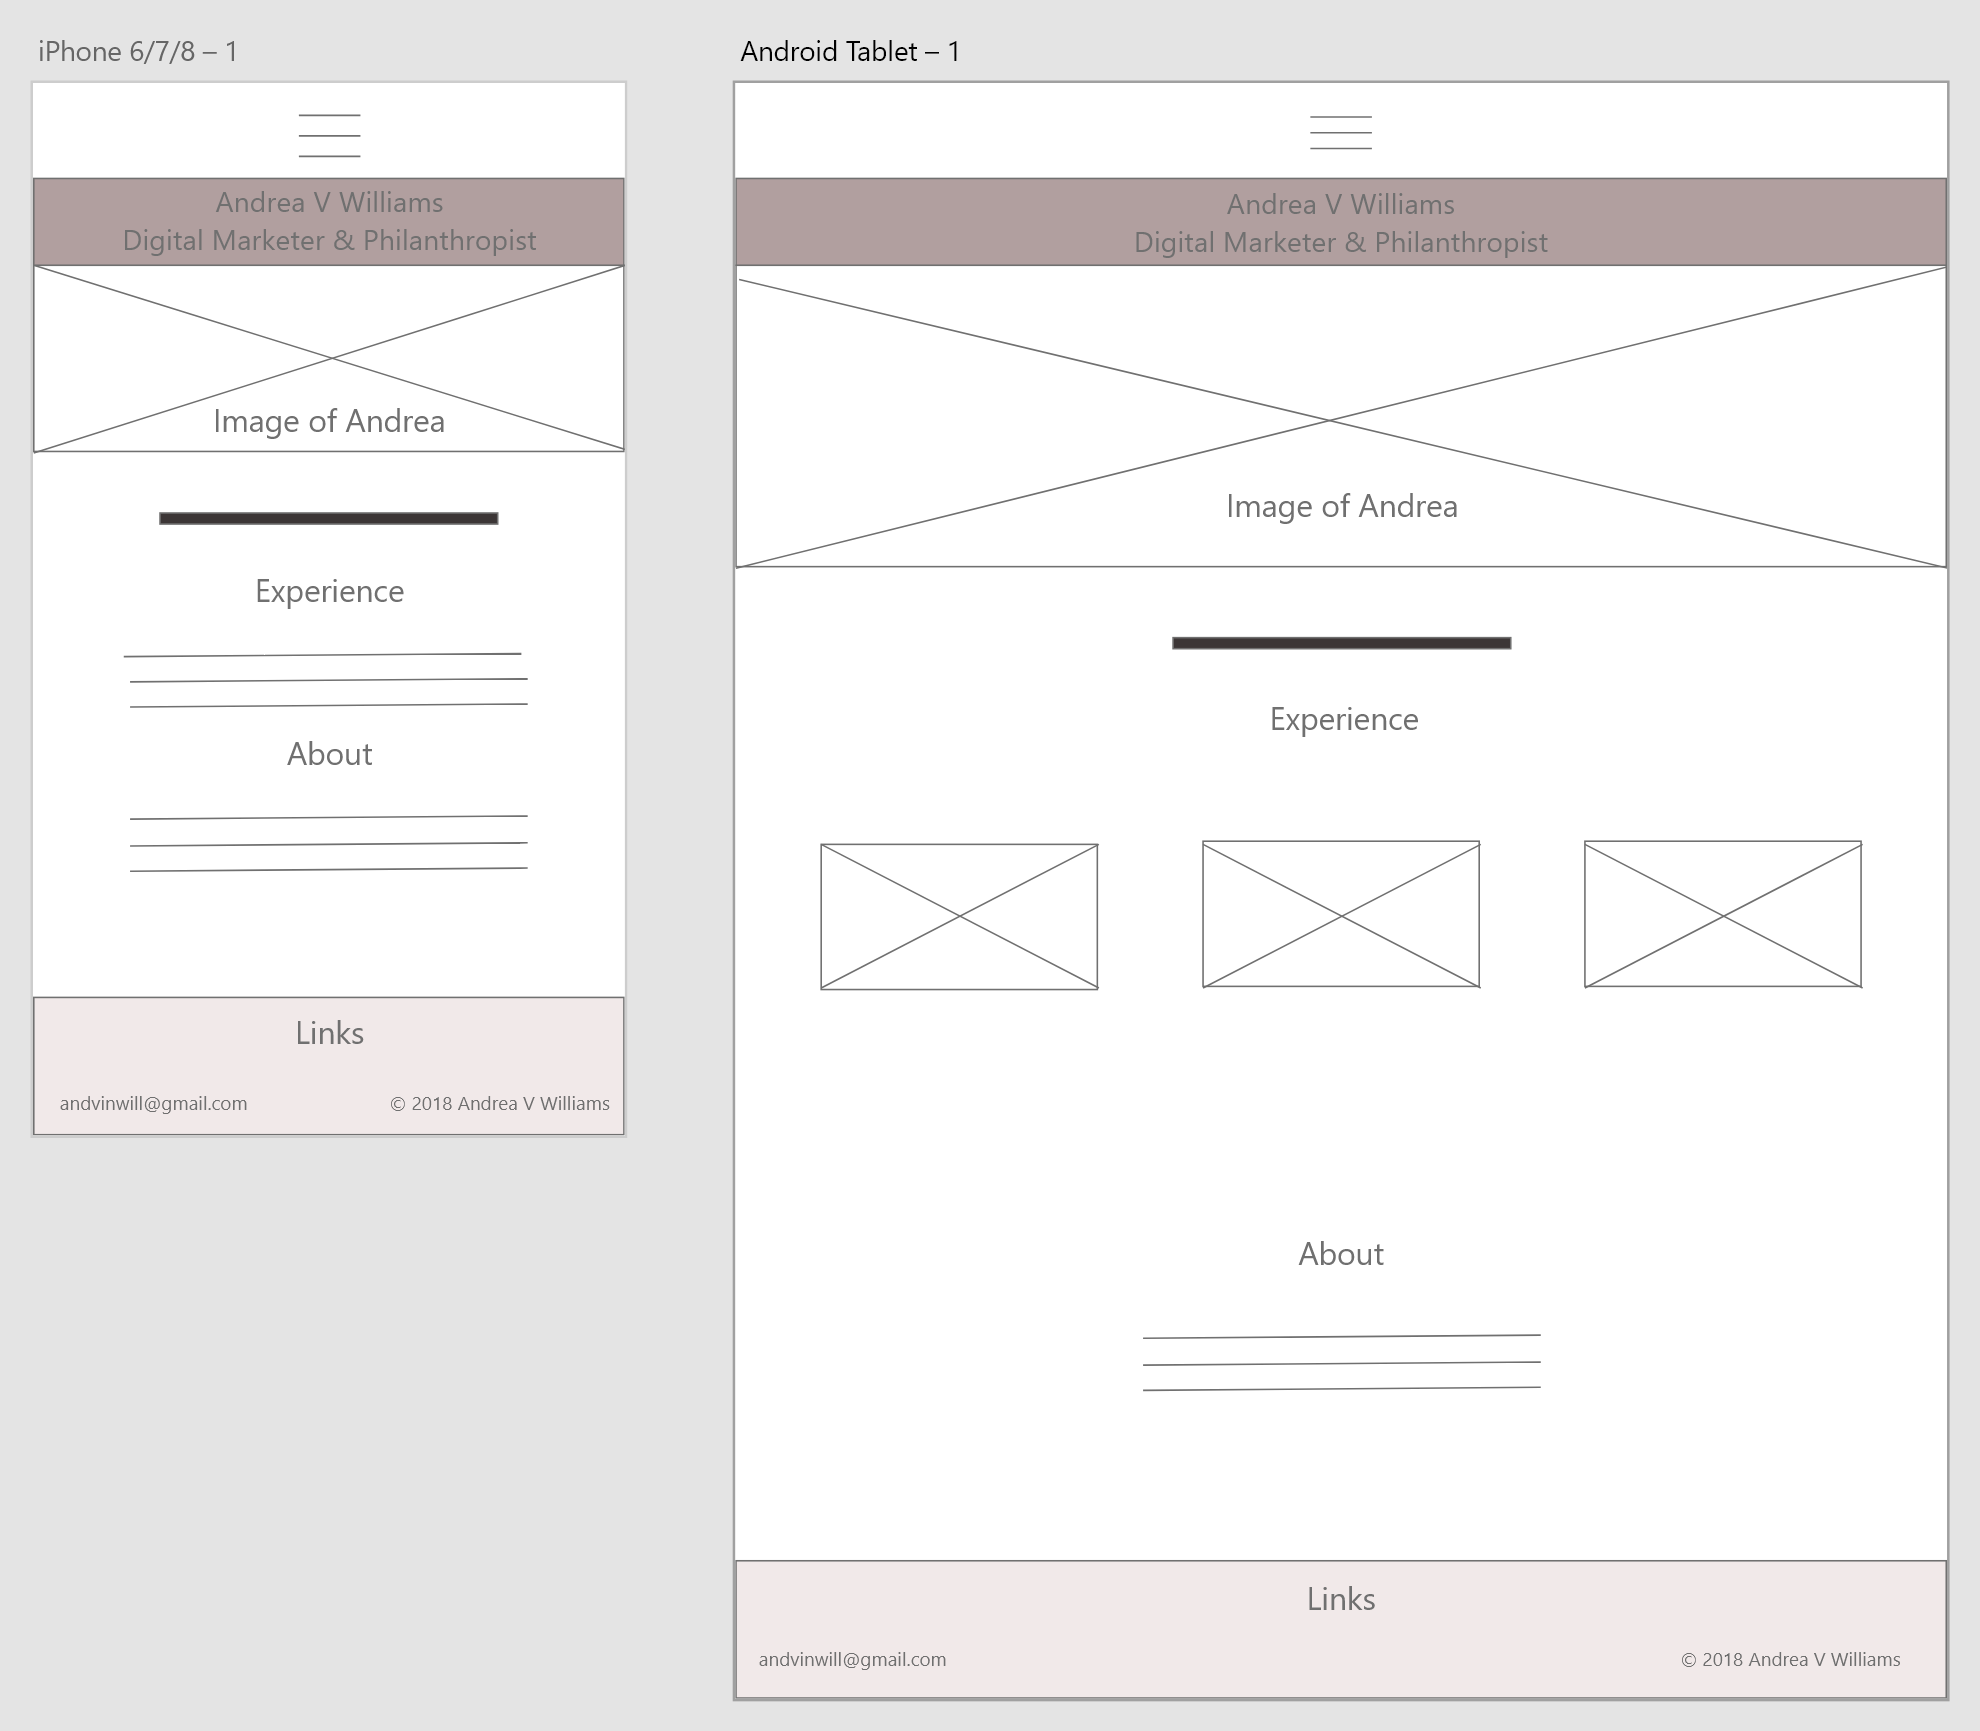 iPhone 6/7/8 – 1
Andrea V Williams
Digital Marketer & Philanthropist
Image of Andrea
Experience
About
Links
andvinwill@gmail.com
© 2018 Andrea V Williams
Android Tablet – 1
Andrea V Williams
Digital Marketer & Philanthropist
Image of Andrea
Experience
About
Links
andvinwill@gmail.com
© 2018 Andrea V Williams